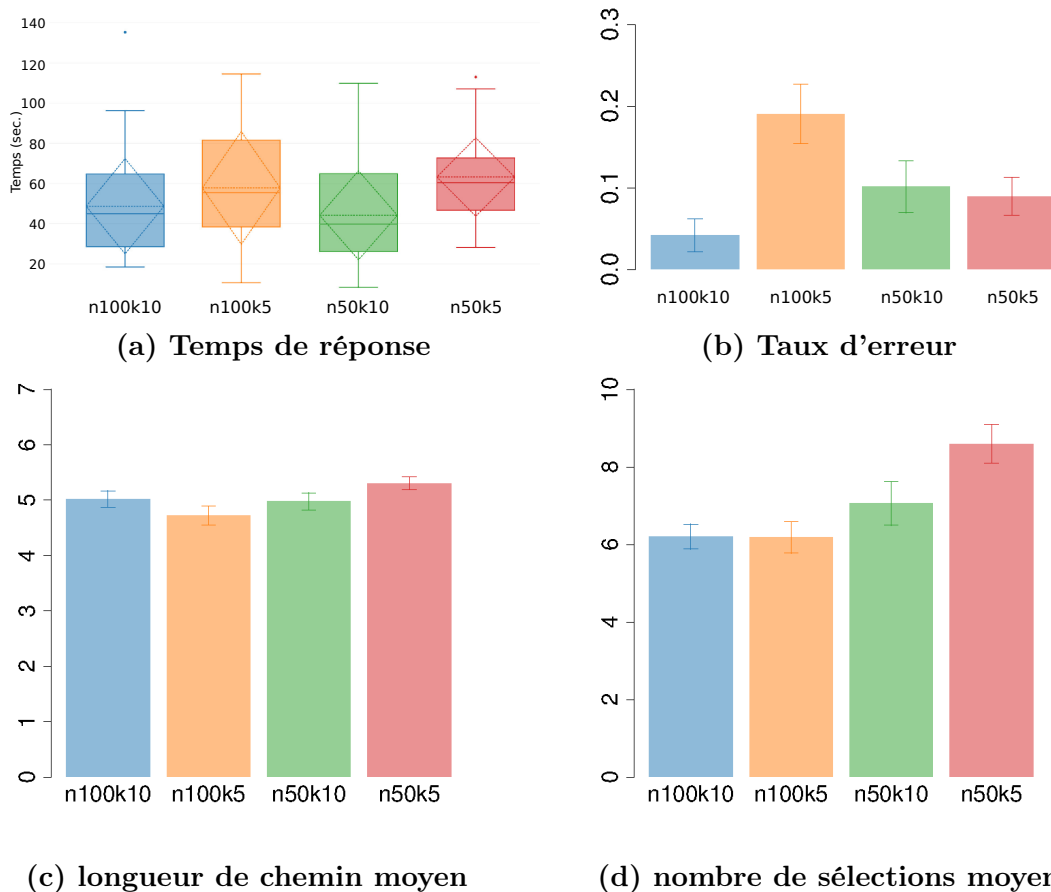 140
120
100
80
60
40
20
Temps (sec.)
n100k10 n100k5 n50k10 n50k5
(a) Temps de réponse
0.3
0.2
0.1
0.0
n100k10 n100k5 n50k10 n50k5
(b) Taux d'erreur
7
6
5
4
3
2
1
0
n100k10 n100k5 n50k10 n50k5
(c) longueur de chemin moyen
10
8
6
4
2
0
n100k10 n100k5 n50k10 n50k5
(d) nombre de sélections moyen